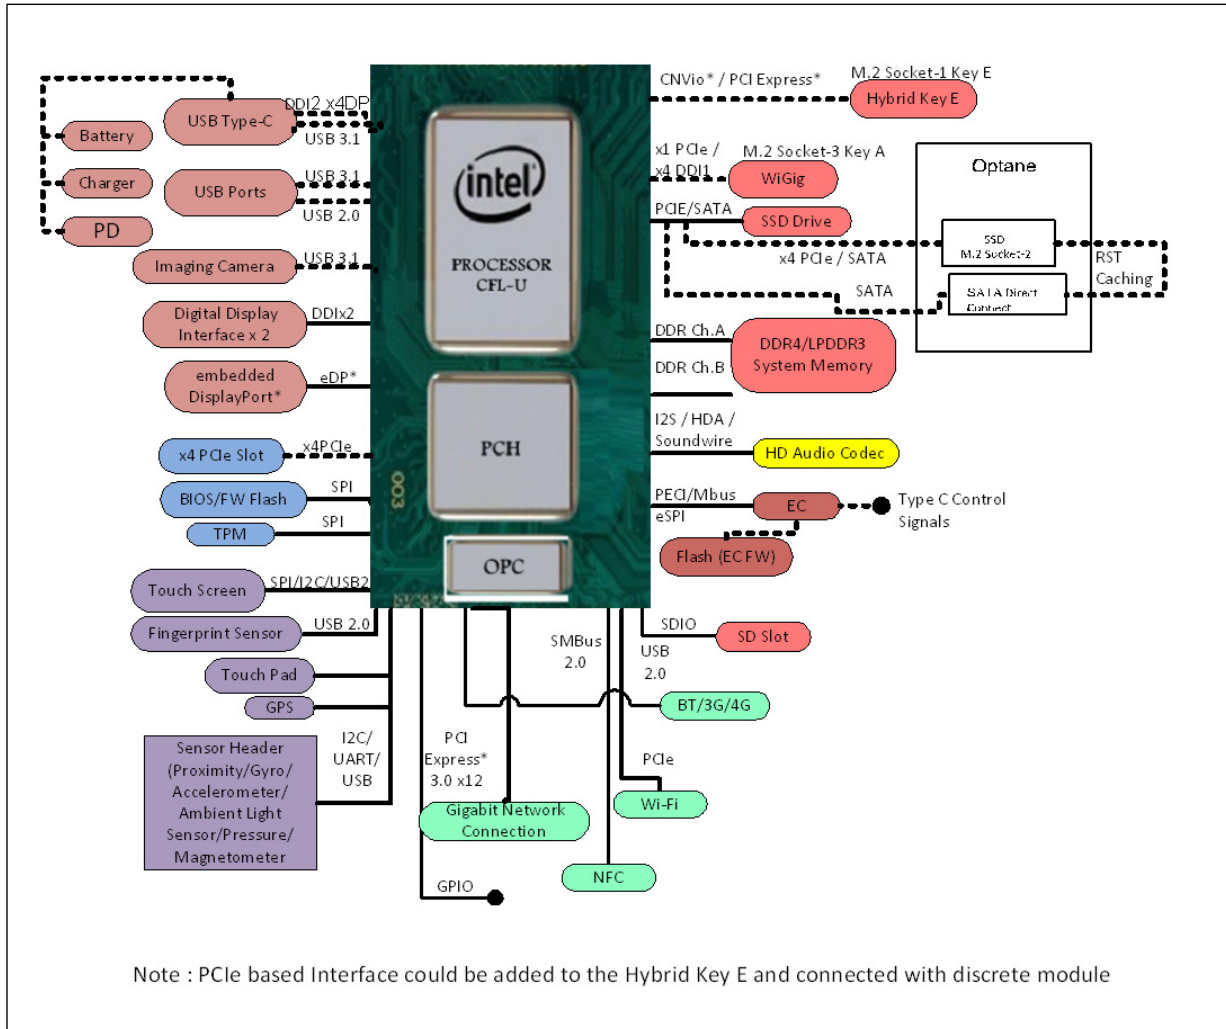 CNVio* / PCI Express*
M.2 Socket-1 Key E
Hybrid Key E
DDI2 x4DP
USB Type-C
USB 3.1
Battery
Charger
PD
USB 3.1
USB Ports
USB 2.0
Imaging Camera
USB 3.1
Digital Display
Interface x 2
DDIx2
embedded
DisplayPort*
eDP*
x4 PCIe Slot
x4PCIe
BIOS/FW Flash
SPI
TPM
SPI
Touch Screen
SPI/I2C/USB2
Fingerprint Sensor
USB 2.0
Touch Pad
GPS
Sensor Header
(Proximity/Gyro/
Accelerometer/
Ambient Light
Sensor/Pressure/
Magnetometer
I2C/
UART/
USB
intel
PROCESSOR
CFL-U
PCH
003
OPC
x1 PCIe /
x4 DDI1
M.2 Socket-3 Key A
WiGig
PCIE/SATA
SSD Drive
Optane
SSD
M.2 Socket-2
x4 PCIe / SATA
RST
Caching
SATA
SATA Direct
Connect
DDR Ch.A
DDR Ch.B
DDR4/LPDDR3
System Memory
I2S / HDA /
Soundwire
HD Audio Codec
PECI/Mbus
eSPI
EC
Type C Control
Signals
Flash (EC FW)
SDIO
SD Slot
SMBus
2.0
USB
2.0
BT/3G/4G
PCI
Express*
3.0 x12
Gigabit Network
Connection
PCIe
Wi-Fi
NFC
GPIO
Note : PCIe based Interface could be added to the Hybrid Key E and connected with discrete module